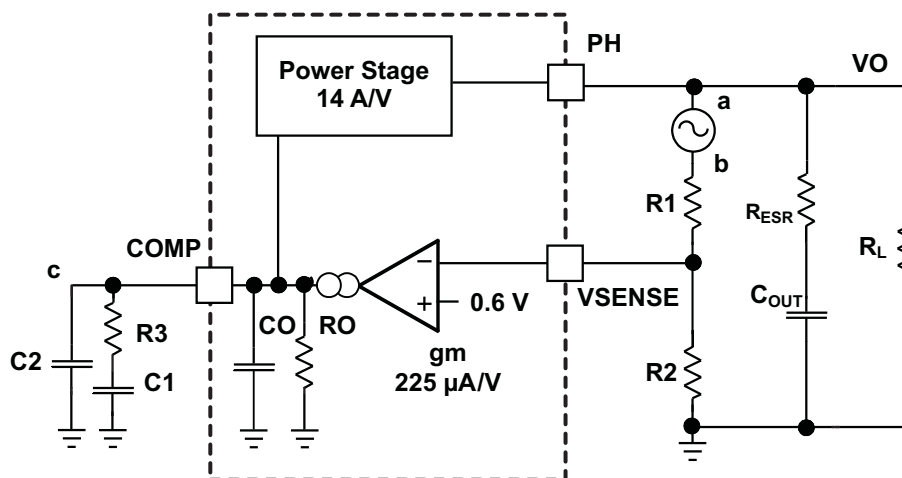 PH
VO
Power Stage
14 A/V
a
b
R1
RESR
RL
COMP
c
VSENSE
0.6 V
COUT
R3
C2
C1
CO
RO
gm
225 µA/V
R2
−
+